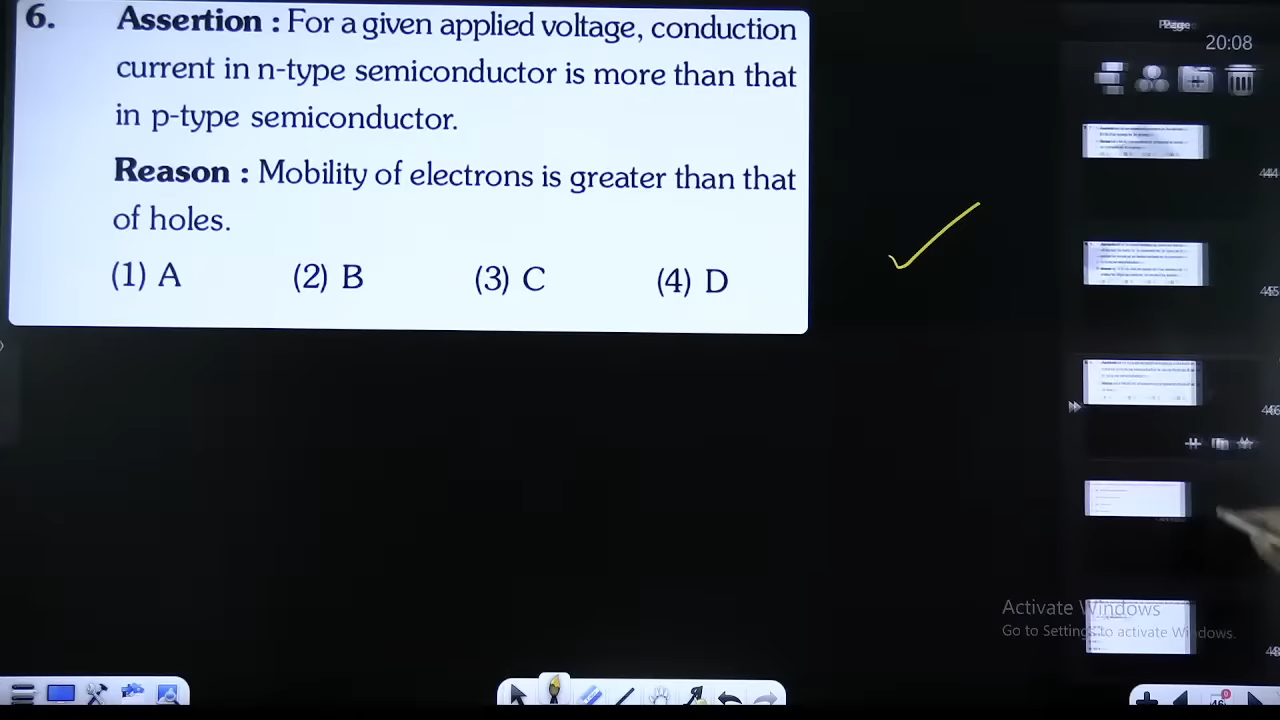 6. Assertion : For a given applied voltage, conduction
current in n-type semiconductor is more than that
in p-type semiconductor.
Reason : Mobility of electrons is greater than that
of holes.
(1) A (2) B (3) C (4) D
Page
20:08
Activate Windows
Go to Settings to activate Windows.